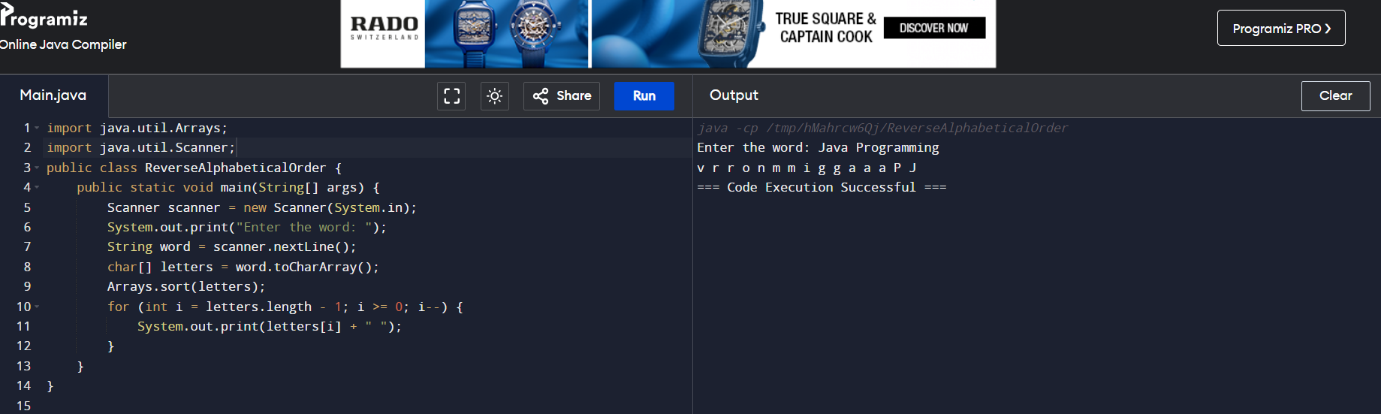 Programiz
Online Java Compiler
RADO
SWITZERLAND
TRUE SQUARE &
CAPTAIN COOK
DISCOVER NOW
Programiz PRO >
Main.java
Share
Run
Output
Clear
1 import java.util.Arrays;
2 import java.util.Scanner;
3 public class ReverseAlphabeticalOrder {
4     public static void main(String[] args) {
5         Scanner scanner = new Scanner(System.in);
6         System.out.print("Enter the word: ");
7         String word = scanner.nextLine();
8         char[] letters = word.toCharArray();
9         Arrays.sort(letters);
10         for (int i = letters.length - 1; i >= 0; i--) {
11             System.out.print(letters[i] + " ");
12         }
13     }
14 }
15
java -cp /tmp/hMahrcw6Qj/ReverseAlphabeticalOrder
Enter the word: Java Programming
v r r o n m m i g g a a a P J
=== Code Execution Successful ===